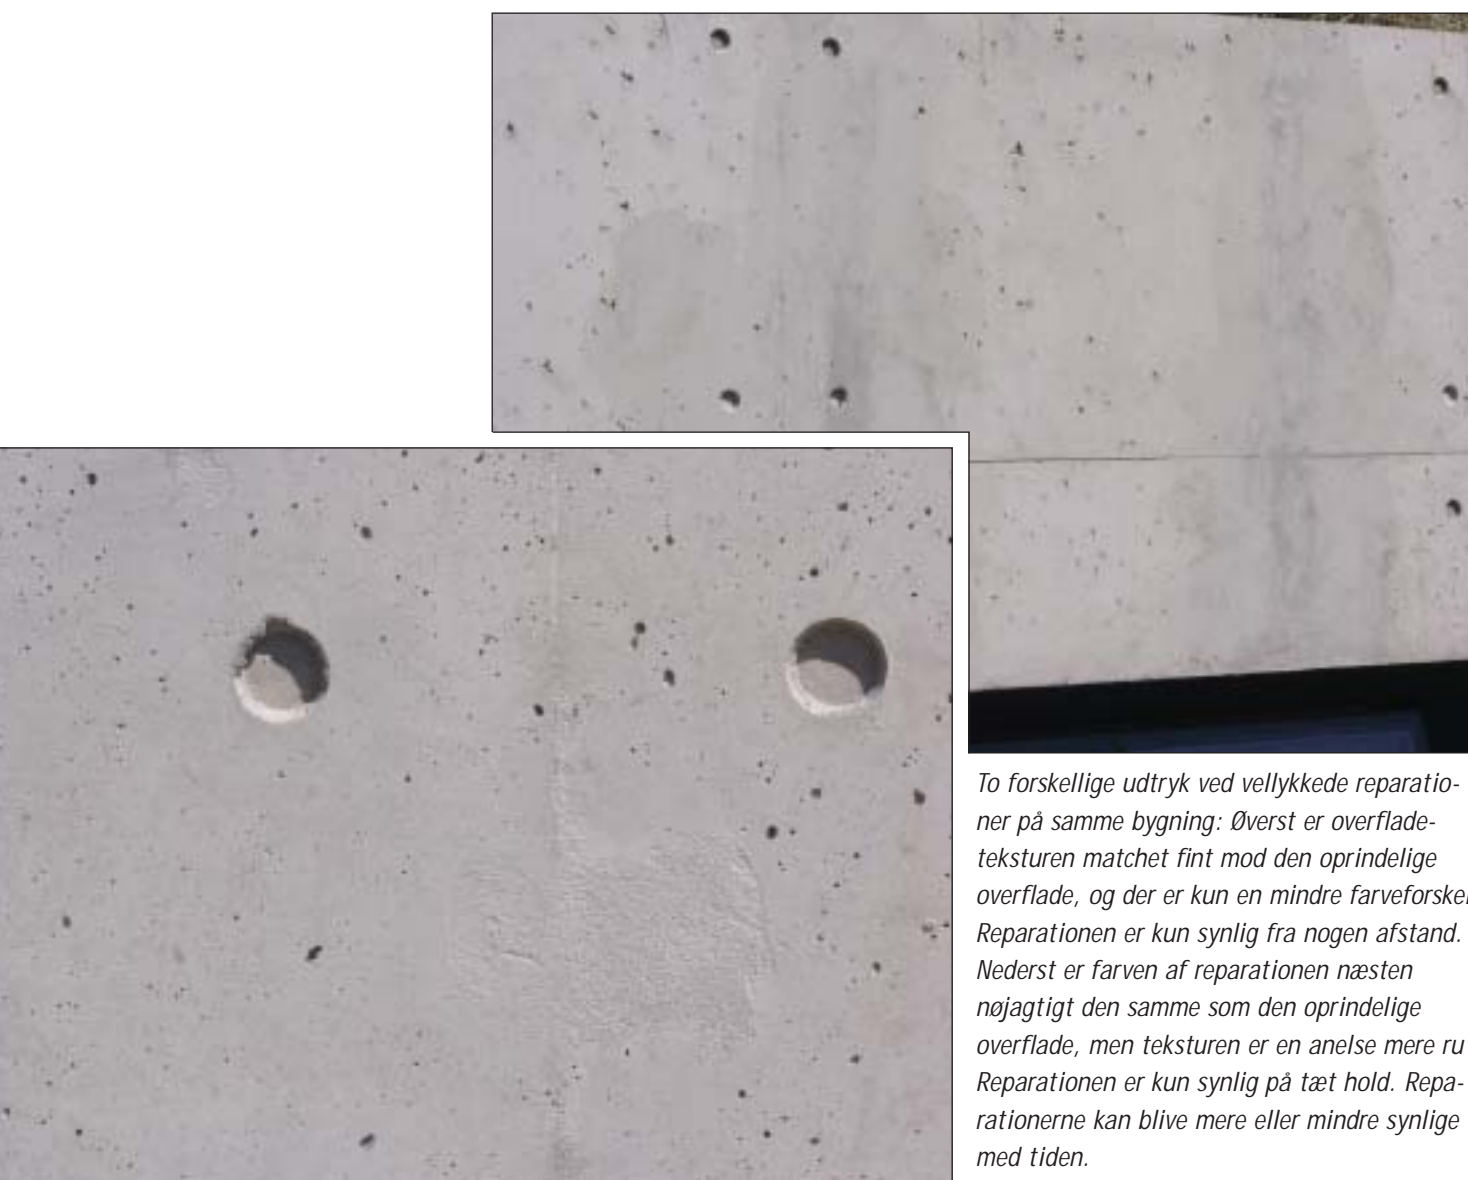 To forskellige udtryk ved vellykkede reparatio-
ner på samme bygning: Øverst er overflade-
teksturen matchet fint mod den oprindelige
overflade, og der er kun en mindre farveforskel
Reparationen er kun synlig fra nogen afstand.
Nederst er farven af reparationen næsten
nøjagtigt den samme som den oprindelige
overflade, men teksturen er en anelse mere ru
Reparationen er kun synlig på tæt hold. Repa-
rationerne kan blive mere eller mindre synlige
med tiden.